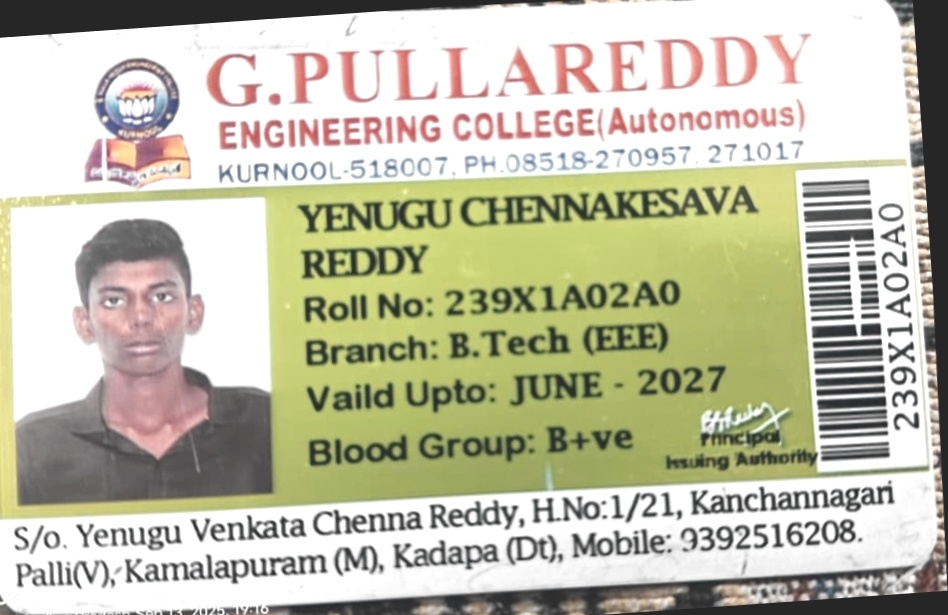 G.PULLAREDDY
ENGINEERING COLLEGE(Autonomous)
KURNOOL-518007, PH.08518-270957, 271017
KURNOOL
YENUGU CHENNAKESAVA
REDDY
Roll No: 239X1A02A0
Branch: B.Tech (EEE)
Vaild Upto: JUNE - 2027
Blood Group: B+ve
Principal
Issuing Authority
239X1A02A0
S/o. Yenugu Venkata Chenna Reddy, H.No:1/21, Kanchannagari
Palli(V), Kamalapuram (M), Kadapa (Dt), Mobile: 9392516208.
Sep 13, 2025, 19:16